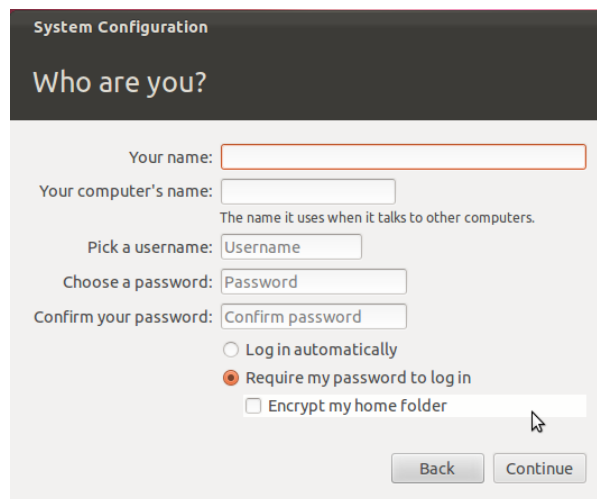 System Configuration
Who are you?
Your name:
Your computer's name:
The name it uses when it talks to other computers.
Pick a username: Username
Choose a password: Password
Confirm your password: Confirm password
Log in automatically
Require my password to log in
Encrypt my home folder
Back Continue